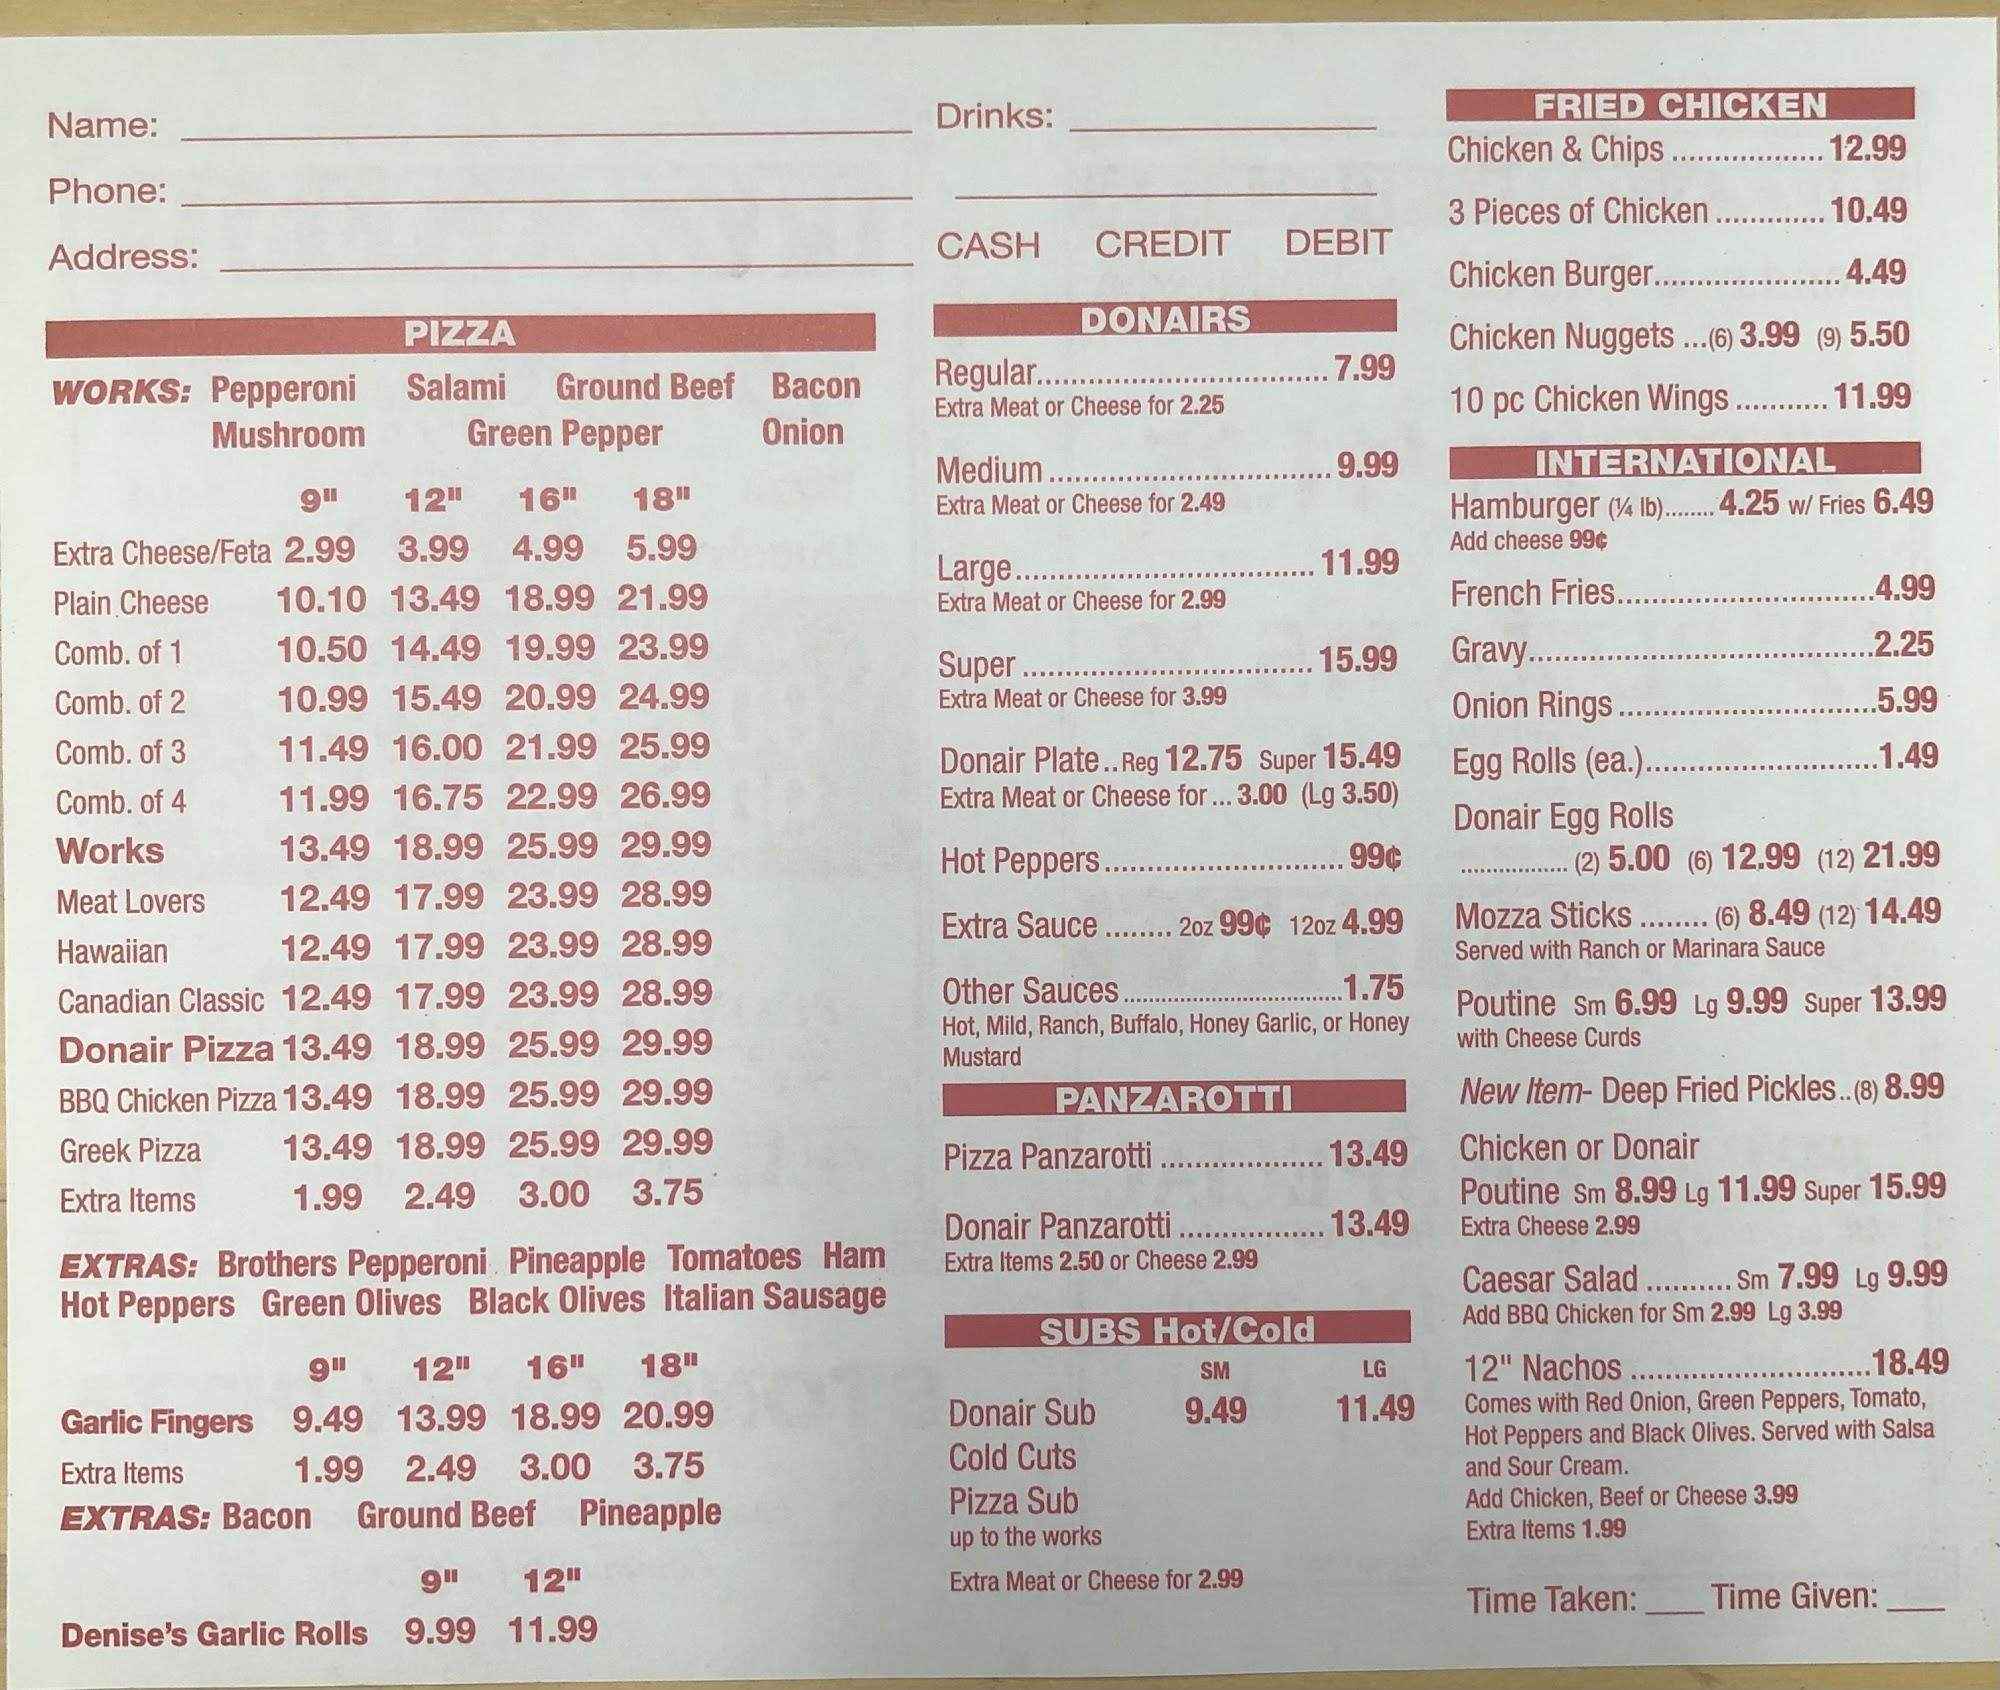 Name:
Phone:
Address:
PIZZA
WORKS: Pepperoni Salami Ground Beef Bacon
Mushroom Green Pepper Onion
9" 12" 16" 18"
Extra Cheese/Feta 2.99 3.99 4.99 5.99
Plain Cheese 10.10 13.49 18.99 21.99
Comb. of 1 10.50 14.49 19.99 23.99
Comb. of 2 10.99 15.49 20.99 24.99
Comb. of 3 11.49 16.00 21.99 25.99
Comb. of 4 11.99 16.75 22.99 26.99
Works 13.49 18.99 25.99 29.99
Meat Lovers 12.49 17.99 23.99 28.99
Hawaiian 12.49 17.99 23.99 28.99
Canadian Classic 12.49 17.99 23.99 28.99
Donair Pizza 13.49 18.99 25.99 29.99
BBQ Chicken Pizza 13.49 18.99 25.99 29.99
Greek Pizza 13.49 18.99 25.99 29.99
Extra Items 1.99 2.49 3.00 3.75
EXTRAS: Brothers Pepperoni Pineapple Tomatoes Ham
Hot Peppers Green Olives Black Olives Italian Sausage
9" 12" 16" 18"
Garlic Fingers 9.49 13.99 18.99 20.99
Extra Items 1.99 2.49 3.00 3.75
EXTRAS: Bacon Ground Beef Pineapple
9" 12"
Denise's Garlic Rolls 9.99 11.99
Drinks:
CASH CREDIT DEBIT
DONAIRS
Regular.................................. 7.99
Extra Meat or Cheese for 2.25
Medium ................................. 9.99
Extra Meat or Cheese for 2.49
Large................................... 11.99
Extra Meat or Cheese for 2.99
Super .................................. 15.99
Extra Meat or Cheese for 3.99
Donair Plate.. Reg 12.75 Super 15.49
Extra Meat or Cheese for ... 3.00 (Lg 3.50)
Hot Peppers............................ 99¢
Extra Sauce ........ 2oz 99¢ 12oz 4.99
Other Sauces ...................................1.75
Hot, Mild, Ranch, Buffalo, Honey Garlic, or Honey
Mustard
PANZAROTTI
Pizza Panzarotti ................... 13.49
Donair Panzarotti ................. 13.49
Extra Items 2.50 or Cheese 2.99
SUBS Hot/Cold
SM LG
Donair Sub 9.49 11.49
Cold Cuts
Pizza Sub
up to the works
Extra Meat or Cheese for 2.99
FRIED CHICKEN
Chicken & Chips .................. 12.99
3 Pieces of Chicken ............. 10.49
Chicken Burger...................... 4.49
Chicken Nuggets ...(6) 3.99 (9) 5.50
10 pc Chicken Wings ........... 11.99
INTERNATIONAL
Hamburger (¼ lb)........ 4.25 w/ Fries 6.49
Add cheese 99¢
French Fries..............................4.99
Gravy........................................2.25
Onion Rings ..............................5.99
Egg Rolls (ea.)...........................1.49
Donair Egg Rolls
................. (2) 5.00 (6) 12.99 (12) 21.99
Mozza Sticks ........ (6) 8.49 (12) 14.49
Served with Ranch or Marinara Sauce
Poutine Sm 6.99 Lg 9.99 Super 13.99
with Cheese Curds
New Item- Deep Fried Pickles..(8) 8.99
Chicken or Donair
Poutine Sm 8.99 Lg 11.99 Super 15.99
Extra Cheese 2.99
Caesar Salad .......... Sm 7.99 Lg 9.99
Add BBQ Chicken for Sm 2.99 Lg 3.99
12" Nachos ............................18.49
Comes with Red Onion, Green Peppers, Tomato,
Hot Peppers and Black Olives. Served with Salsa
and Sour Cream.
Add Chicken, Beef or Cheese 3.99
Extra Items 1.99
Time Taken: ___ Time Given: ___